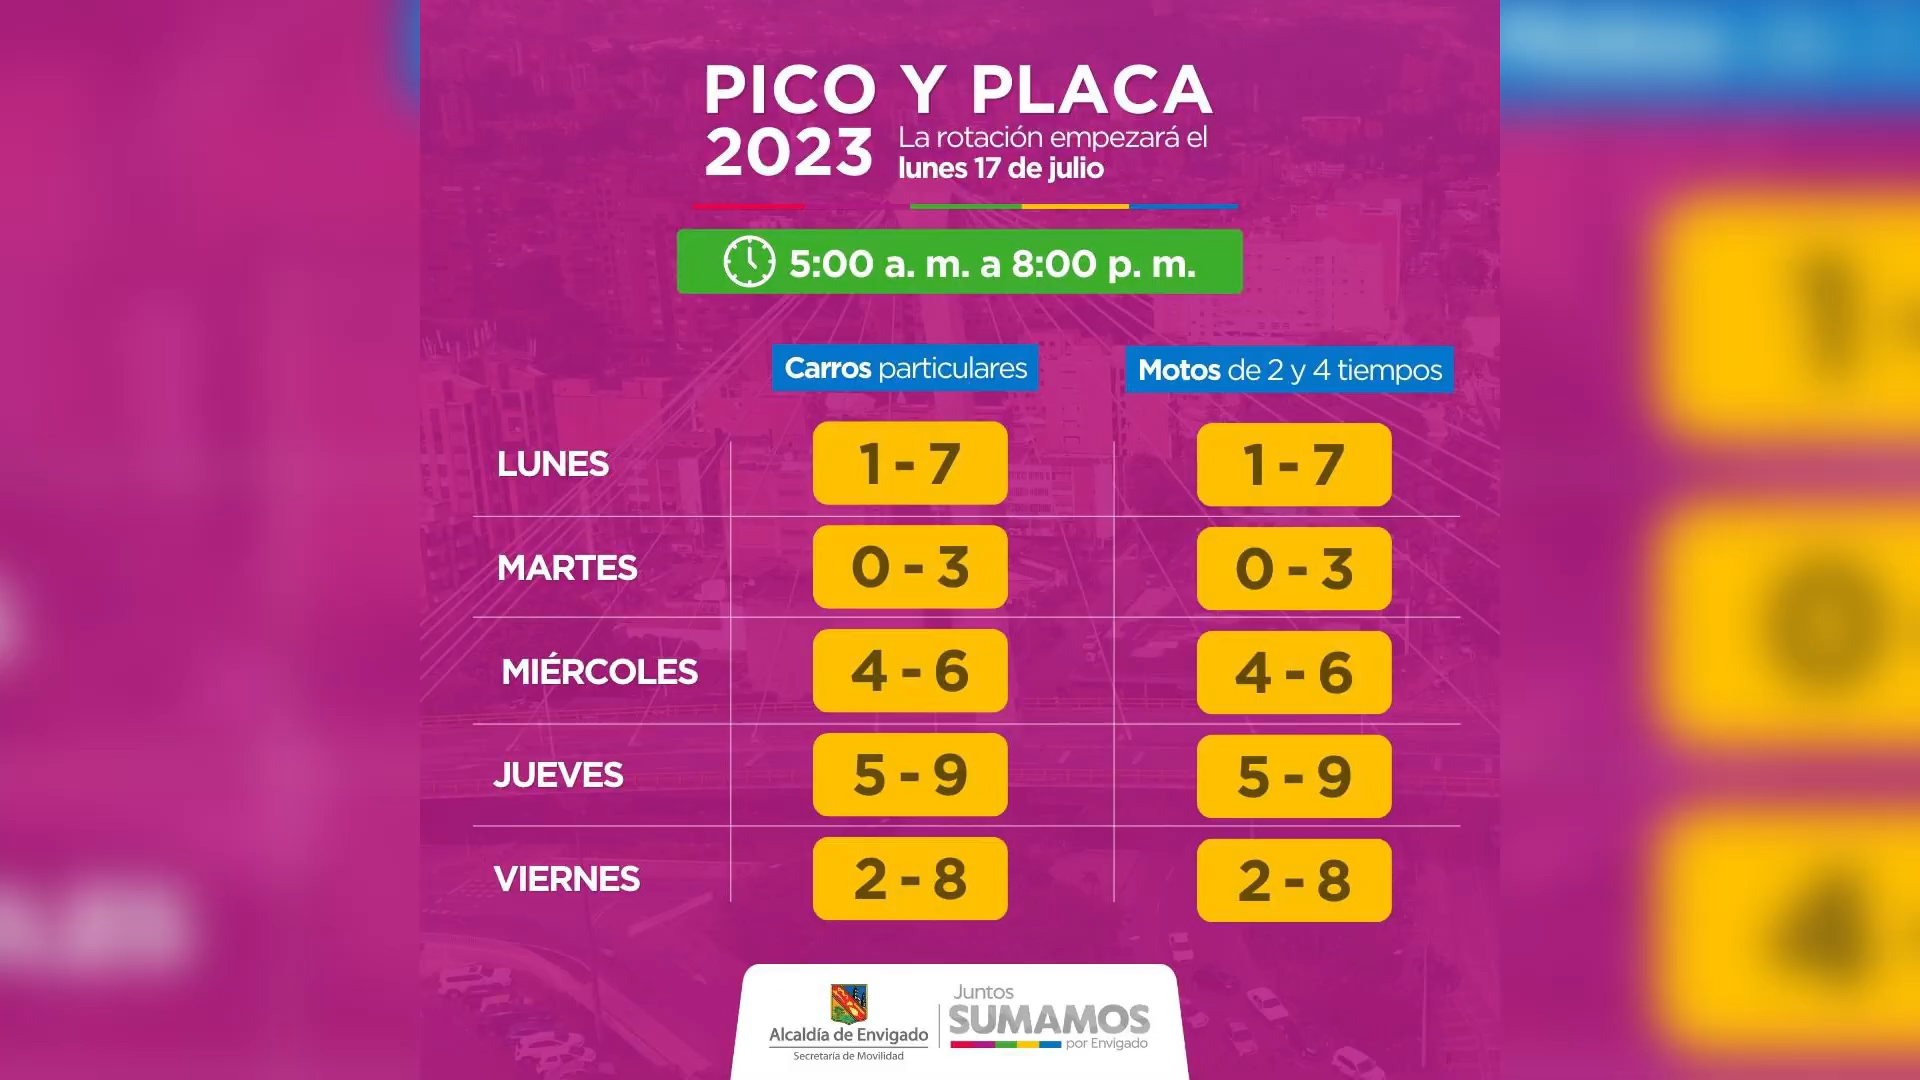 PICO Y PLACA
2023 La rotación empezará el
lunes 17 de julio
5:00 a. m. a 8:00 p. m.
Carros particulares
Motos de 2 y 4 tiempos
LUNES 1 - 7 1 - 7
MARTES 0 - 3 0 - 3
MIÉRCOLES 4 - 6 4 - 6
JUEVES 5 - 9 5 - 9
VIERNES 2 - 8 2 - 8
Alcaldía de Envigado
Secretaría de Movilidad
Juntos
SUMAMOS
por Envigado